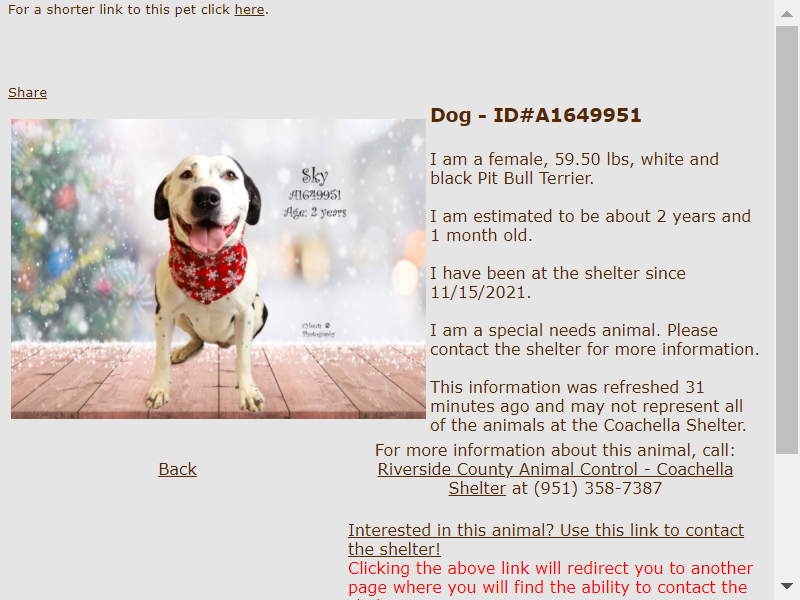 For a shorter link to this pet click here.
Share
Sky
A1649951
Age: 2 years
Photography
Dog - ID#A1649951
I am a female, 59.50 lbs, white and
black Pit Bull Terrier.
I am estimated to be about 2 years and
1 month old.
I have been at the shelter since
11/15/2021.
I am a special needs animal. Please
contact the shelter for more information.
This information was refreshed 31
minutes ago and may not represent all
of the animals at the Coachella Shelter.
Back
For more information about this animal, call:
Riverside County Animal Control - Coachella
Shelter at (951) 358-7387
Interested in this animal? Use this link to contact
the shelter!
Clicking the above link will redirect you to another
page where you will find the ability to contact the